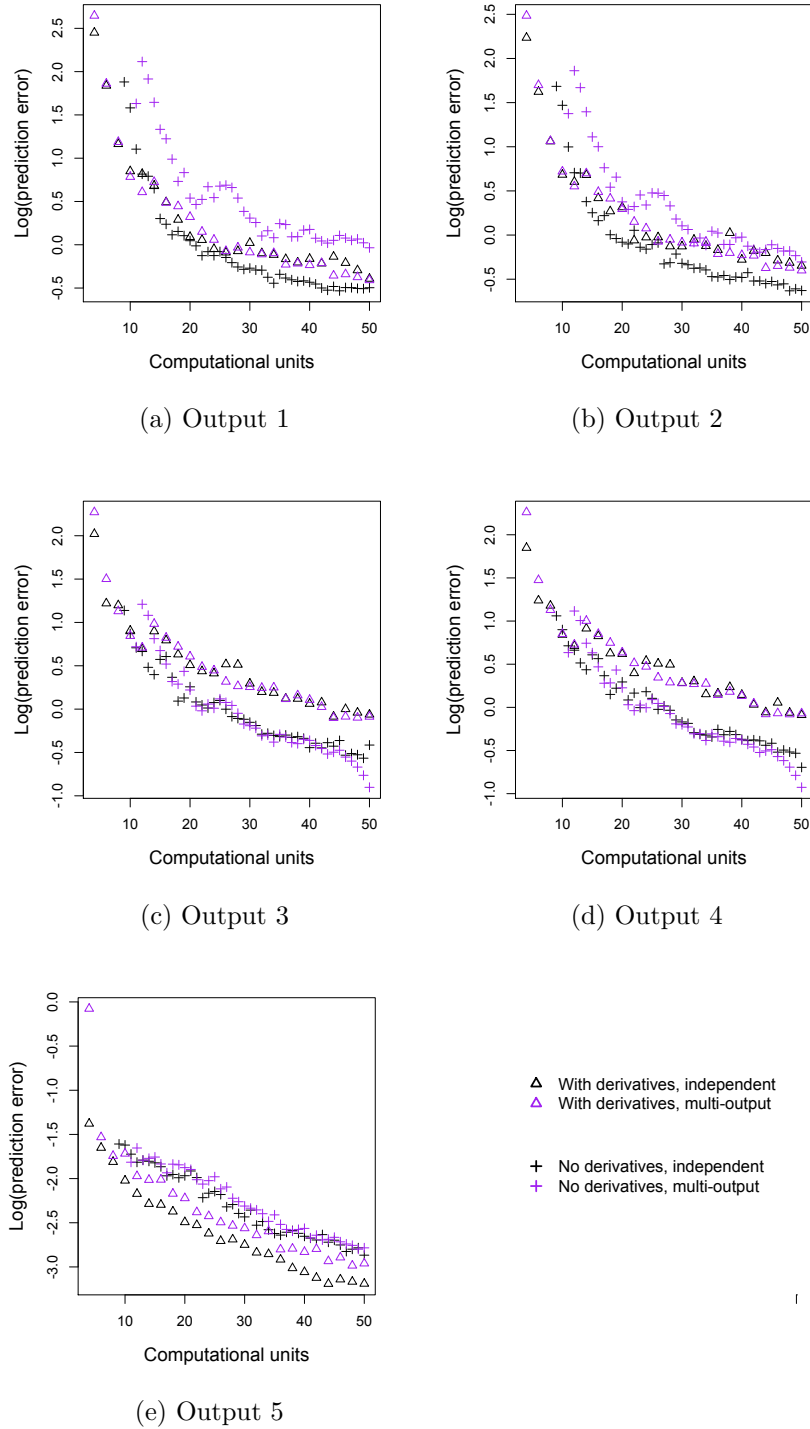 Log(prediction error)
2.5
2.0
1.5
1.0
0.5
0.0
-0.5
10 20 30 40 50
Computational units
(a) Output 1
Log(prediction error)
2.5
2.0
1.5
1.0
0.5
0.0
-0.5
10 20 30 40 50
Computational units
(b) Output 2
Log(prediction error)
2.0
1.5
1.0
0.5
0.0
-0.5
-1.0
10 20 30 40 50
Computational units
(c) Output 3
Log(prediction error)
2.0
1.5
1.0
0.5
0.0
-0.5
-1.0
10 20 30 40 50
Computational units
(d) Output 4
Log(prediction error)
0.0
-0.5
-1.0
-1.5
-2.0
-2.5
-3.0
10 20 30 40 50
Computational units
(e) Output 5
With derivatives, independent
With derivatives, multi-output
No derivatives, independent
No derivatives, multi-output